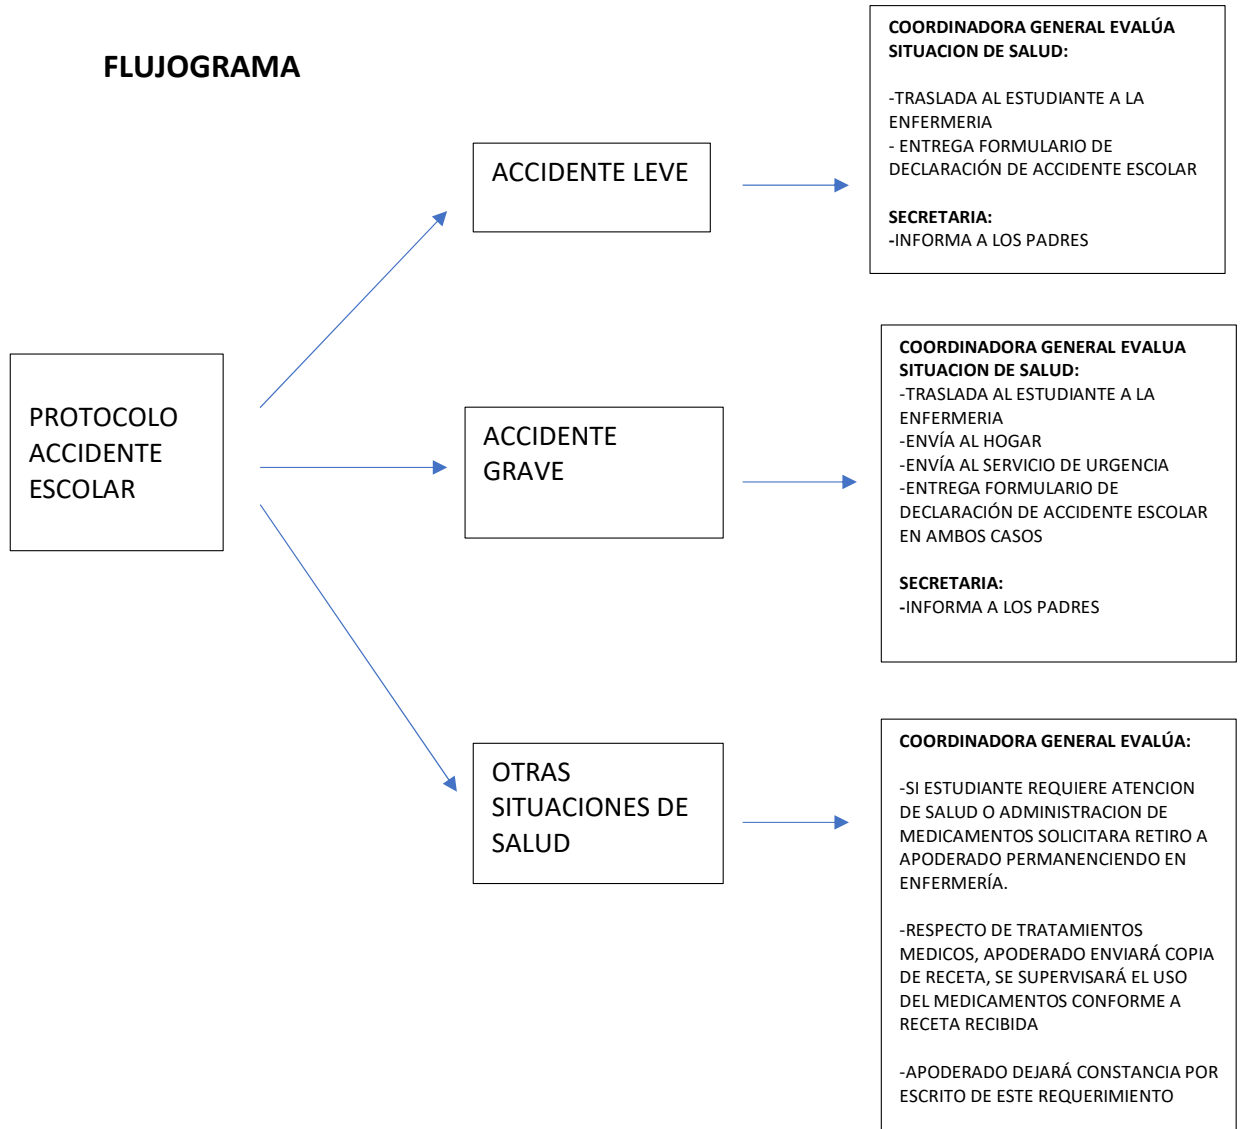 FLUJOGRAMA
PROTOCOLO
ACCIDENTE
ESCOLAR
ACCIDENTE LEVE
COORDINADORA GENERAL EVALÚA
SITUACION DE SALUD:
-TRASLADA AL ESTUDIANTE A LA
ENFERMERIA
- ENTREGA FORMULARIO DE
DECLARACIÓN DE ACCIDENTE ESCOLAR
SECRETARIA:
-INFORMA A LOS PADRES
ACCIDENTE
GRAVE
COORDINADORA GENERAL EVALUA
SITUACION DE SALUD:
-TRASLADA AL ESTUDIANTE A LA
ENFERMERIA
-ENVÍA AL HOGAR
-ENVÍA AL SERVICIO DE URGENCIA
-ENTREGA FORMULARIO DE
DECLARACIÓN DE ACCIDENTE ESCOLAR
EN AMBOS CASOS
SECRETARIA:
-INFORMA A LOS PADRES
OTRAS
SITUACIONES DE
SALUD
COORDINADORA GENERAL EVALÚA:
-SI ESTUDIANTE REQUIERE ATENCION
DE SALUD O ADMINISTRACION DE
MEDICAMENTOS SOLICITARA RETIRO A
APODERADO PERMANENCIENDO EN
ENFERMERÍA.
-RESPECTO DE TRATAMIENTOS
MEDICOS, APODERADO ENVIARÁ COPIA
DE RECETA, SE SUPERVISARÁ EL USO
DEL MEDICAMENTOS CONFORME A
RECETA RECIBIDA
-APODERADO DEJARÁ CONSTANCIA POR
ESCRITO DE ESTE REQUERIMIENTO